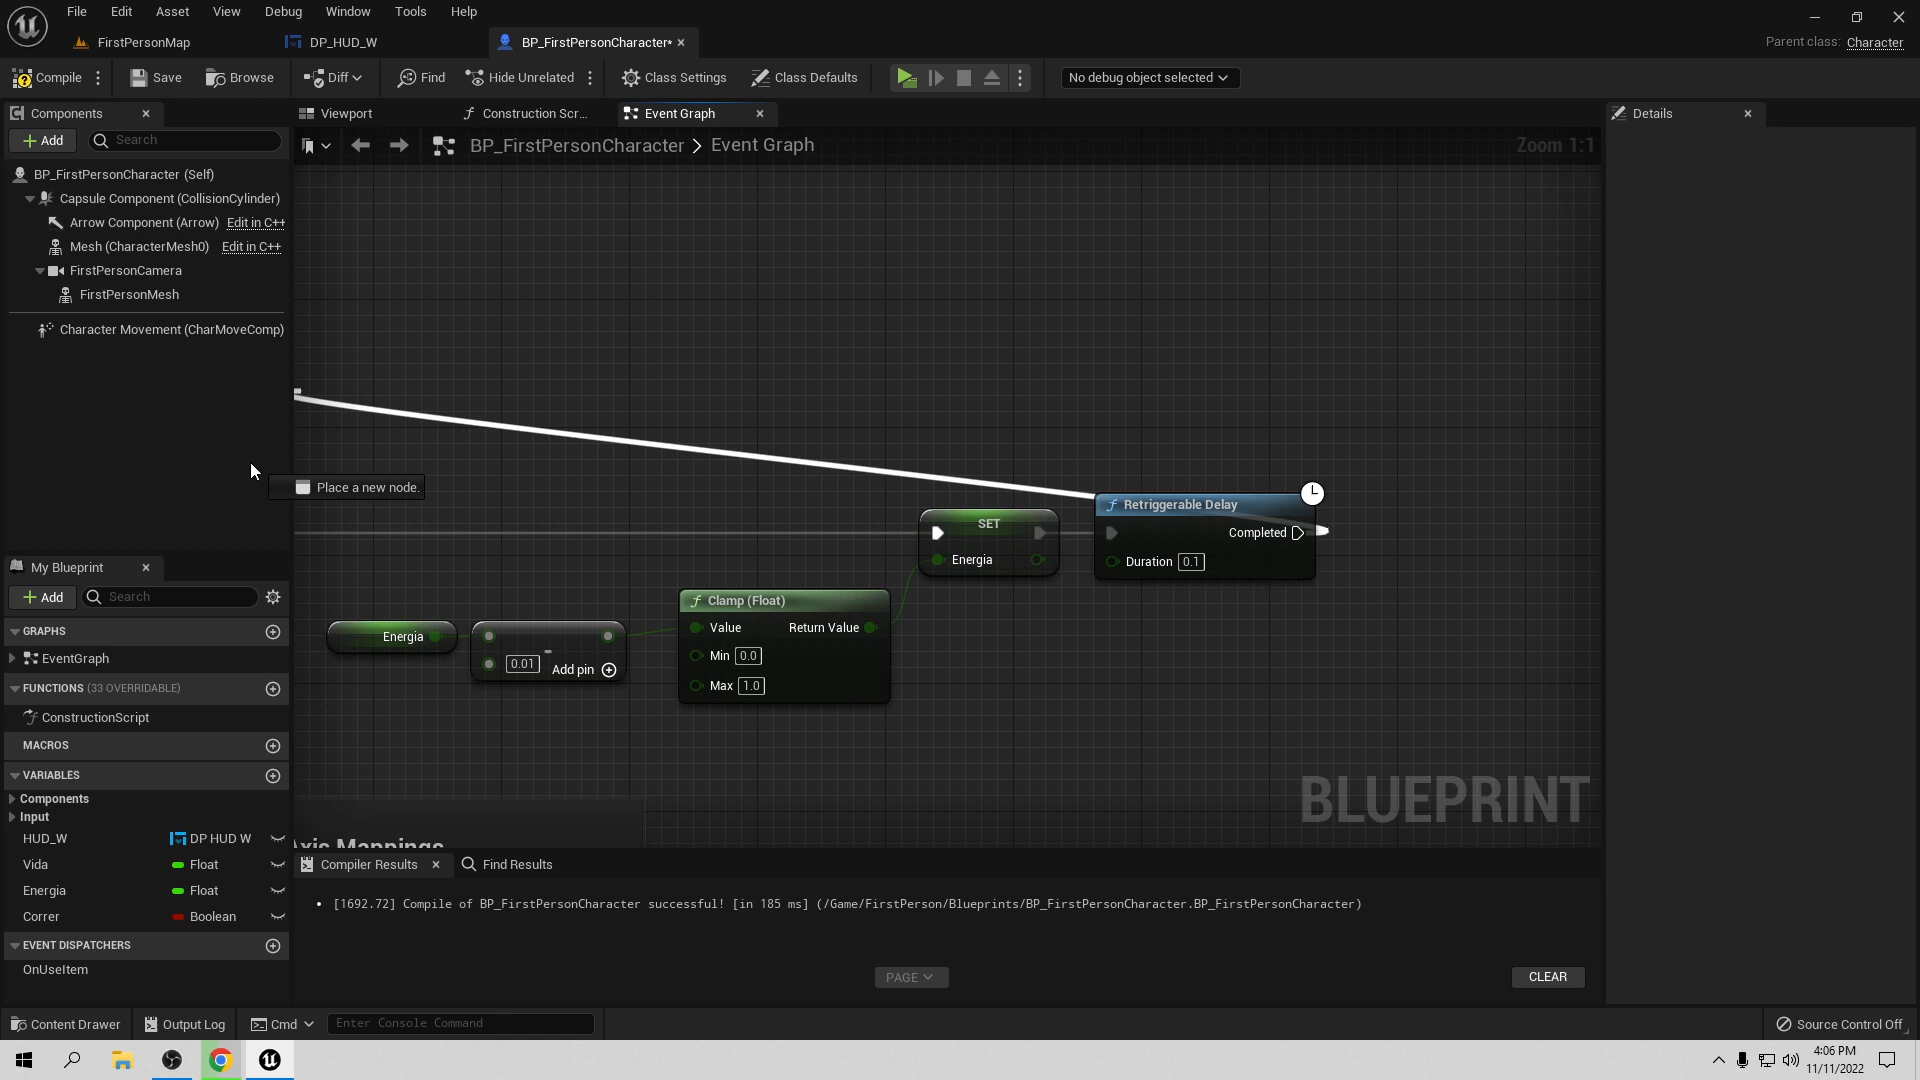 File Edit Asset View Debug Window Tools Help
FirstPersonMap DP_HUD_W BP_FirstPersonCharacter*
Parent class: Character
Compile Save Browse Diff Find Hide Unrelated Class Settings Class Defaults No debug object selected
Components Viewport Construction Scr... Event Graph Details
Add Search
BP_FirstPersonCharacter > Event Graph
Zoom 1:1
BP_FirstPersonCharacter (Self)
Capsule Component (CollisionCylinder)
Arrow Component (Arrow) Edit in C++
Mesh (CharacterMesh0) Edit in C++
FirstPersonCamera
FirstPersonMesh
Character Movement (CharMoveComp)
Place a new node.
SET
Energia
Retriggerable Delay
Completed
Duration 0.1
Clamp (Float)
Value Return Value
Min 0.0
Max 1.0
Energia
-
0.01 Add pin
BLUEPRINT
Axis Mappings
My Blueprint
Add Search
GRAPHS
EventGraph
FUNCTIONS (33 OVERRIDABLE)
ConstructionScript
MACROS
VARIABLES
Components
Input
HUD_W DP HUD W
Vida Float
Energia Float
Correr Boolean
EVENT DISPATCHERS
OnUseItem
Compiler Results Find Results
[1692.72] Compile of BP_FirstPersonCharacter successful! [in 185 ms] (/Game/FirstPerson/Blueprints/BP_FirstPersonCharacter.BP_FirstPersonCharacter)
PAGE CLEAR
Content Drawer Output Log Cmd Enter Console Command Source Control Off
4:06 PM
11/11/2022